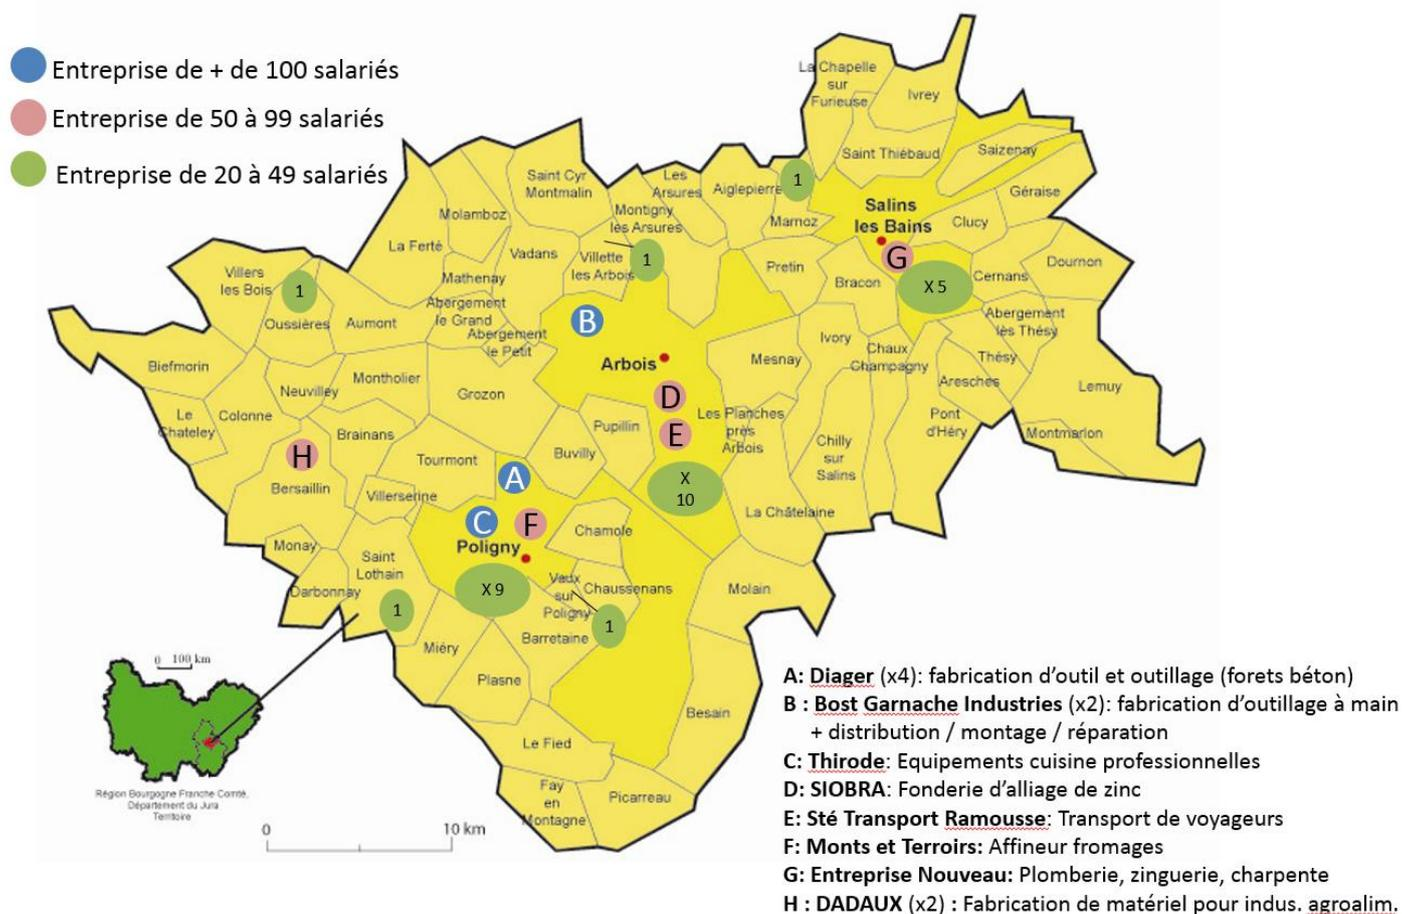 Entreprise de + de 100 salariés
Entreprise de 50 à 99 salariés
Entreprise de 20 à 49 salariés
La Chapelle
sur
Furieuse
Ivrey
Saint Thiébaud
Saizenay
Saint Cyr
Montmalin
Les
Arsures
Aiglepierre
1
Géraise
Salins
les Bains
Clucy
Marnoz
Molamboz
Montigny
les Arsures
La Ferté
Vadans
Villette
les Arbois
1
G
Dournon
Pretin
Bracon
Cernans
X 5
Villers
les Bois
1
Mathenay
Abergement
le Grand
Oussières
Aumont
Abergement
le Petit
B
Abergement
lès Thésy
Ivory
Chaux
Champagny
Thésy
Arbois
Mesnay
Biefmorin
Montholier
Neuvilley
Grozon
D
Aresches
Lemuy
Le
Chateley
Colonne
Les Planches
près
Arbois
Pont
d'Héry
Pupillin
E
Brainans
Montmarlon
Chilly
sur
Salins
H
Tourmont
Buvilly
A
X
10
Bersaillin
Villerserine
La Châtelaine
C
F
Chamole
Poligny
Monay
Saint
Lothain
Darbonnay
X 9
Vaux
sur
Poligny
Chaussenans
Molain
1
1
Barretaine
Miéry
Plasne
Besain
Le Fied
Fay
en
Montagne
Picarreau
0 100 km
Région Bourgogne Franche Comté,
Département du Jura
Territoire
0 10 km
A: Diager (x4): fabrication d’outil et outillage (forets béton)
B : Bost Garnache Industries (x2): fabrication d’outillage à main
+ distribution / montage / réparation
C: Thirode: Equipements cuisine professionnelles
D: SIOBRA: Fonderie d’alliage de zinc
E: Sté Transport Ramousse: Transport de voyageurs
F: Monts et Terroirs: Affineur fromages
G: Entreprise Nouveau: Plomberie, zinguerie, charpente
H : DADAUX (x2) : Fabrication de matériel pour indus. agroalim.